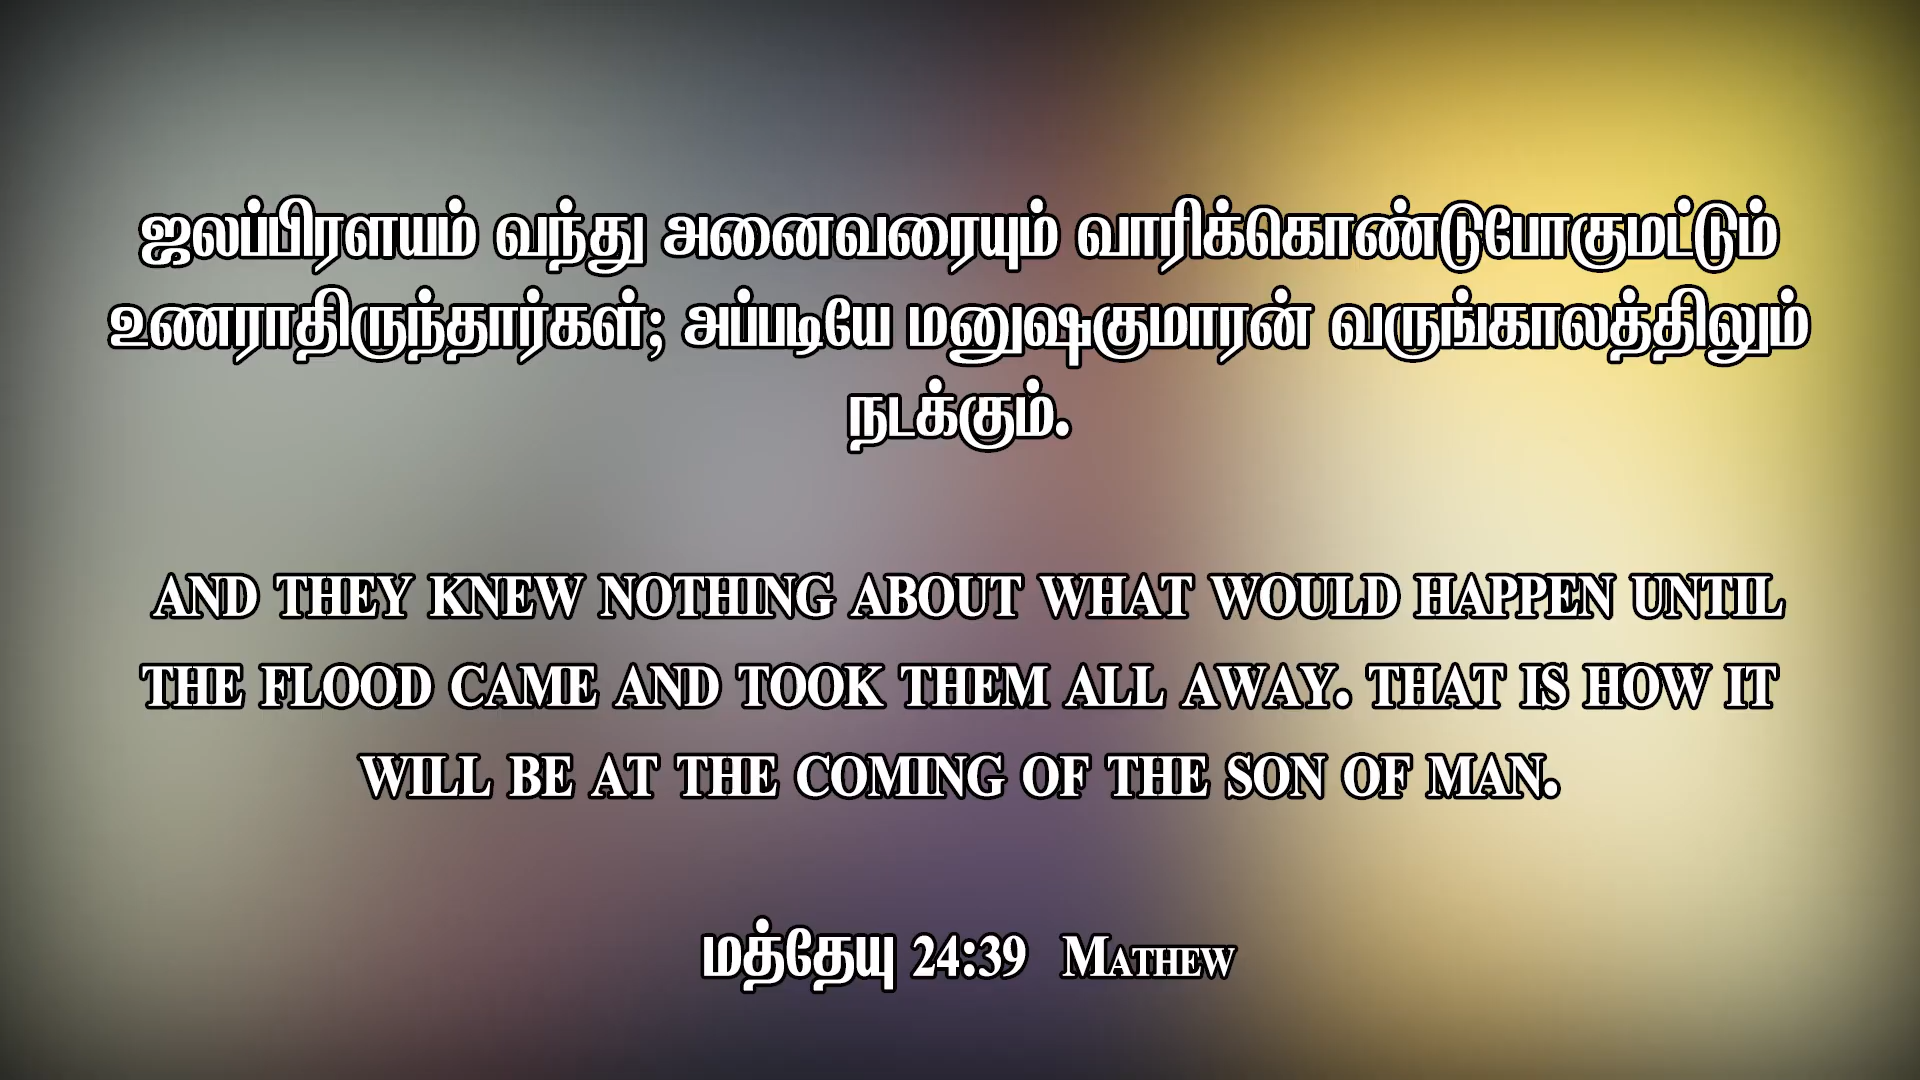 ஜலப்பிரளயம் வந்து அனைவரையும் வாரிக்கொண்டுபோகுமட்டும்
உணராதிருந்தார்கள்; அப்படியே மனுஷகுமாரன் வருங்காலத்திலும்
நடக்கும்.
AND THEY KNEW NOTHING ABOUT WHAT WOULD HAPPEN UNTIL
THE FLOOD CAME AND TOOK THEM ALL AWAY. THAT IS HOW IT
WILL BE AT THE COMING OF THE SON OF MAN.
மத்தேயு 24:39 MATHEW